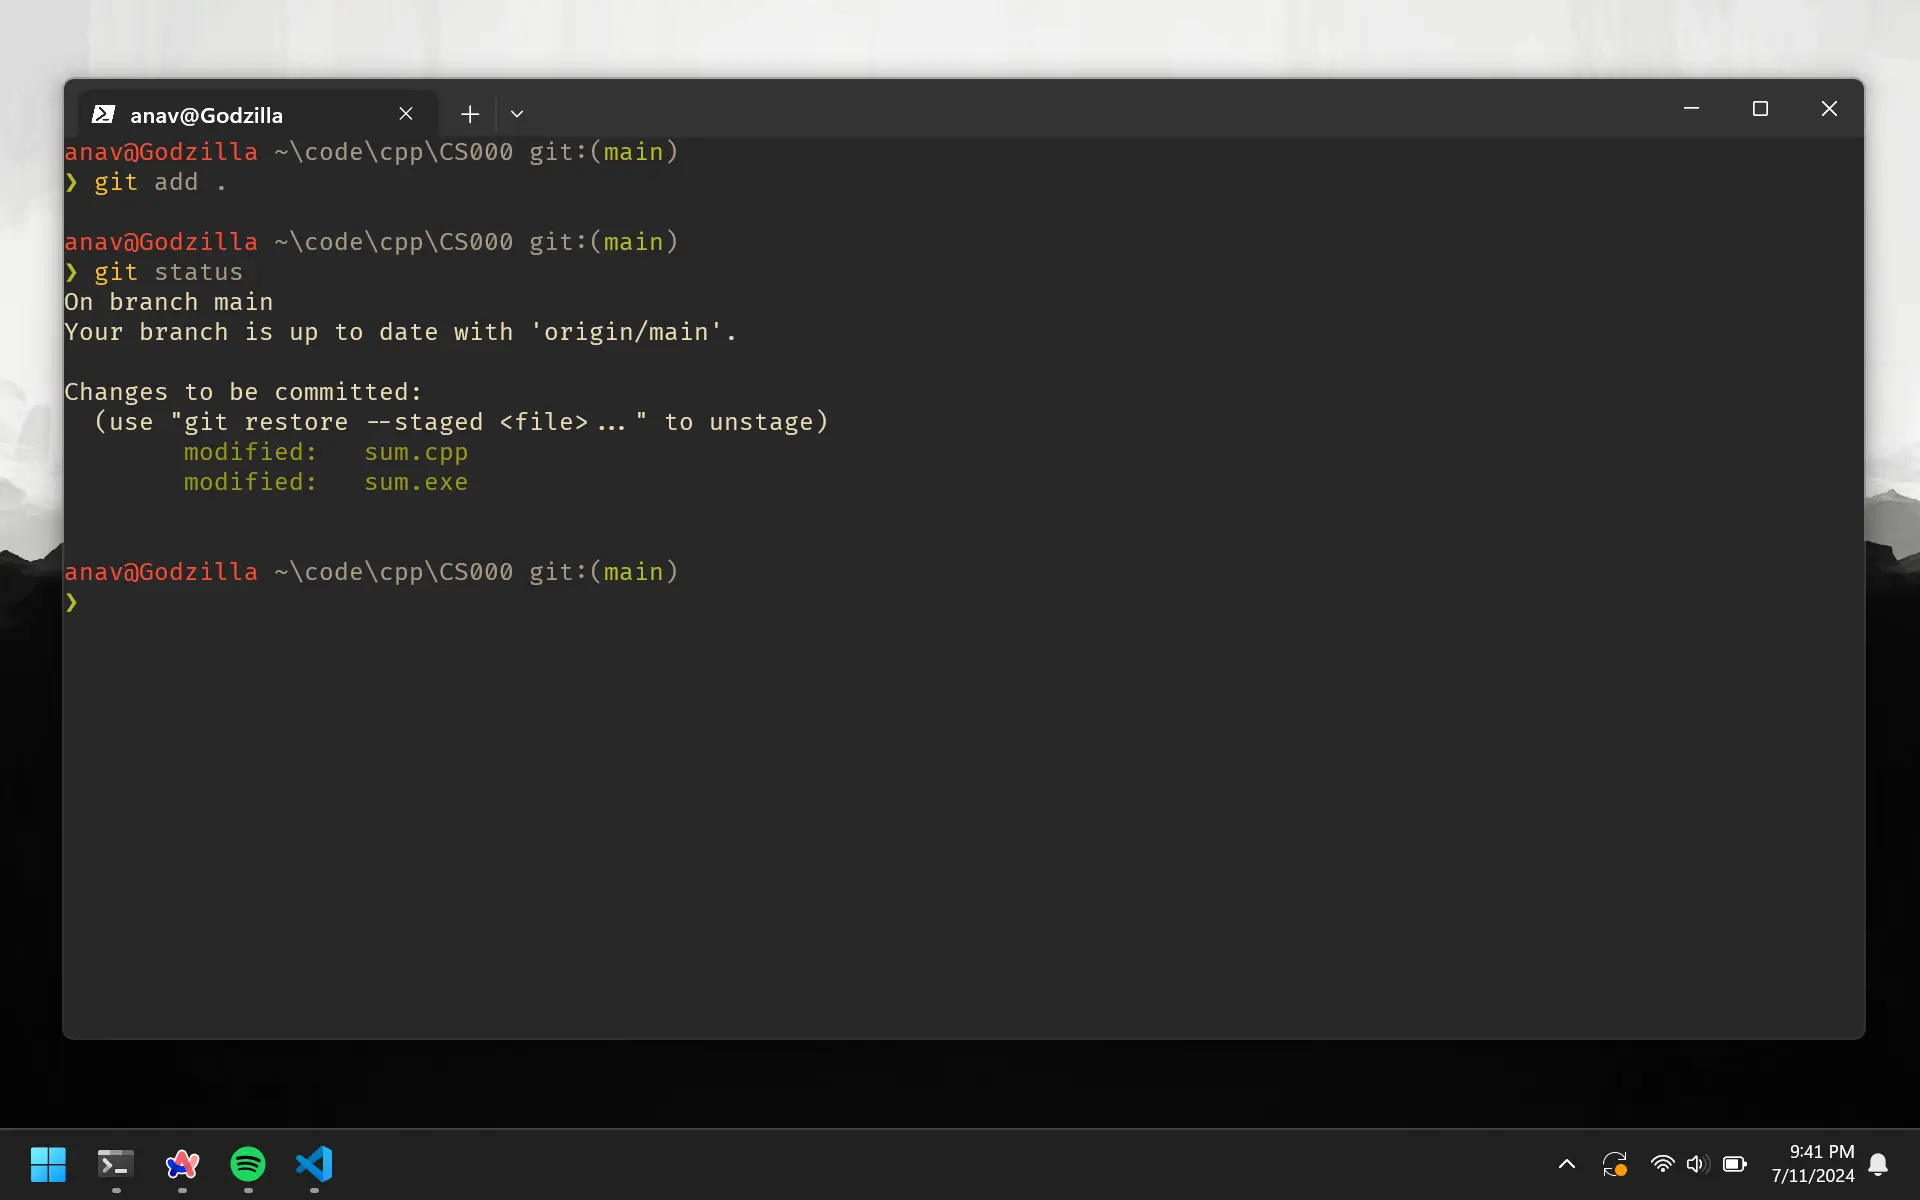 anav@Godzilla
anav@Godzilla ~\code\cpp\CS000 git:(main)
❯ git add .
anav@Godzilla ~\code\cpp\CS000 git:(main)
❯ git status
On branch main
Your branch is up to date with 'origin/main'.
Changes to be committed:
  (use "git restore --staged <file>..." to unstage)
        modified:   sum.cpp
        modified:   sum.exe
anav@Godzilla ~\code\cpp\CS000 git:(main)
❯
9:41 PM
7/11/2024